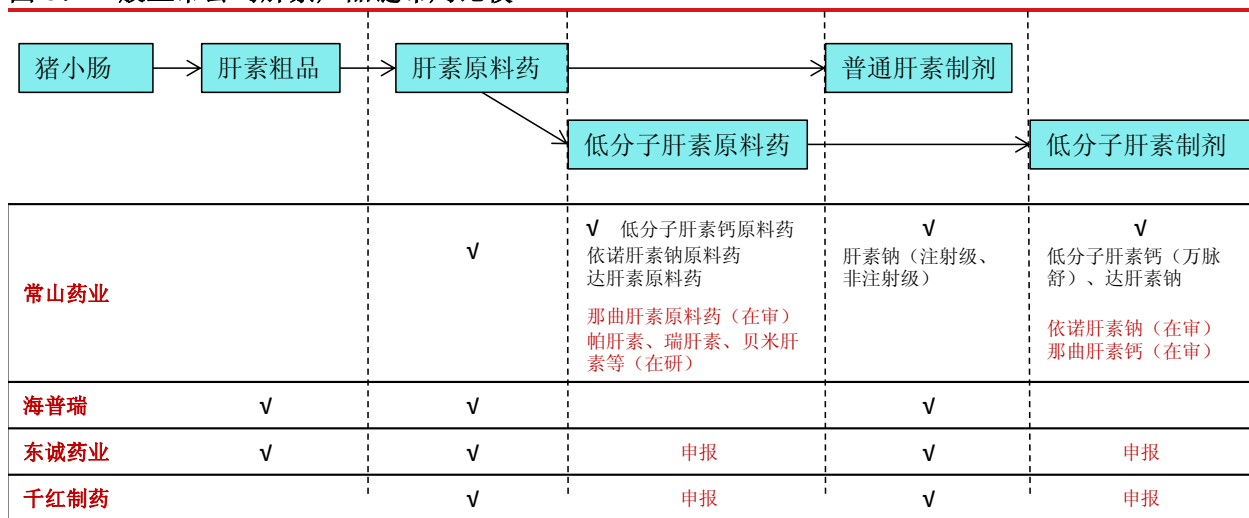 猪小肠
肝素粗品
肝素原料药
普通肝素制剂
低分子肝素原料药
低分子肝素制剂
常山药业
√
√ 低分子肝素钙原料药
依诺肝素钠原料药
达肝素原料药
那曲肝素原料药（在审）
帕肝素、瑞肝素、贝米肝
素等（在研）
√
肝素钠（注射级、
非注射级）
√
低分子肝素钙（万脉
舒）、达肝素钠
依诺肝素钠（在审）
那曲肝素钙（在审）
海普瑞 √ √ √
东诚药业 √ √ 申报 √ 申报
千红制药 √ 申报 √ 申报